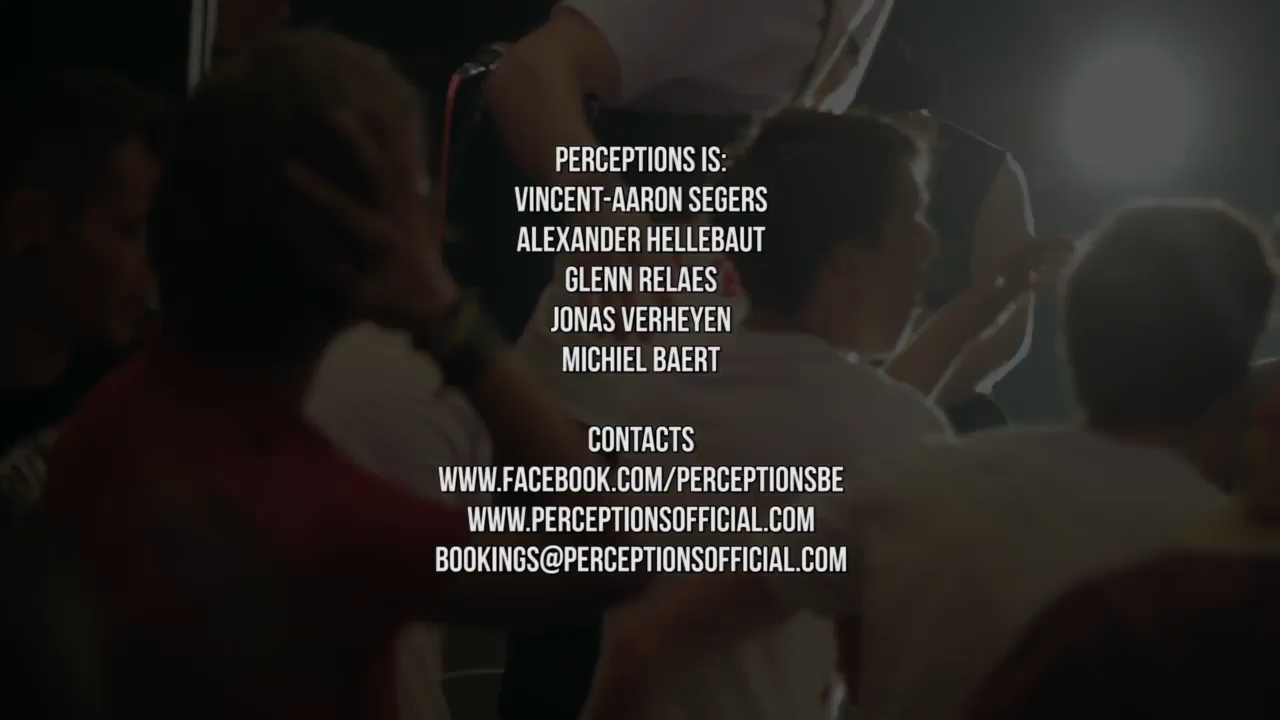 PERCEPTIONS IS:
VINCENT-AARON SEGERS
ALEXANDER HELLEBAUT
GLENN RELAES
JONAS VERHEYEN
MICHIEL BAERT
CONTACTS
WWW.FACEBOOK.COM/PERCEPTIONSBE
WWW.PERCEPTIONSOFFICIAL.COM
BOOKINGS@PERCEPTIONSOFFICIAL.COM